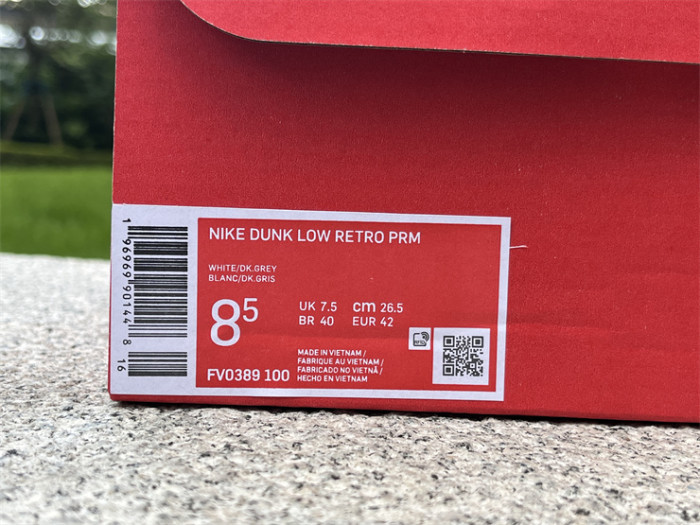 NIKE DUNK LOW RETRO PRM
WHITE/DK.GREY
BLANC/DK.GRIS
85
UK 7.5 cm 26.5
BR 40 EUR 42
MADE IN VIETNAM /
FABRIQUE AU VIETNAM /
FABRICADO NO VIETNÃ /
HECHO EN VIETNAM
FV0389 100
1 96969 90144 8 16